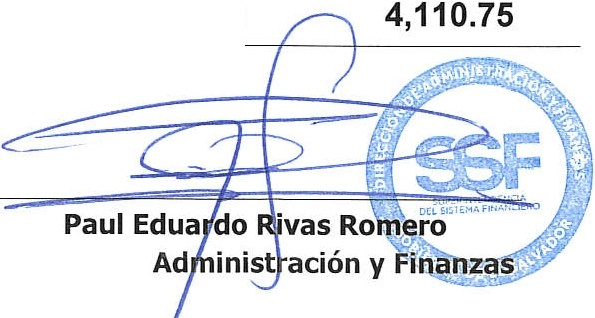 4,110.75
DIRECCIÓN DE ADMINISTRACIÓN Y FINANZAS
SSF
SUPERINTENDENCIA
DEL SISTEMA FINANCIERO
SALVADOR
Paul Eduardo Rivas Romero
Administración y Finanzas